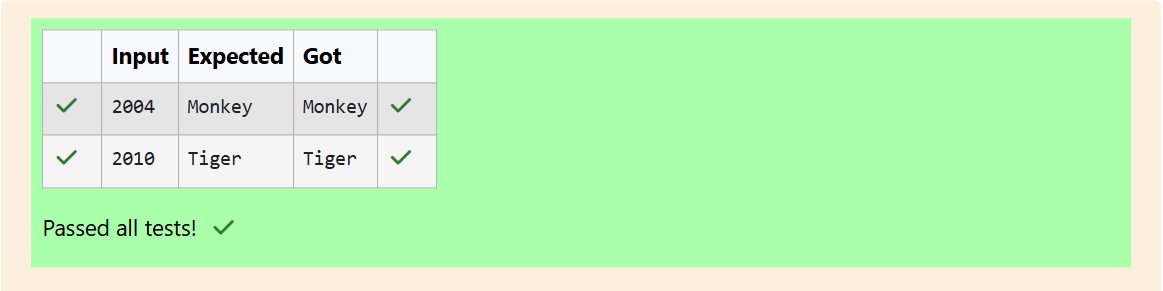 Input Expected Got
2004 Monkey Monkey
2010 Tiger Tiger
Passed all tests!